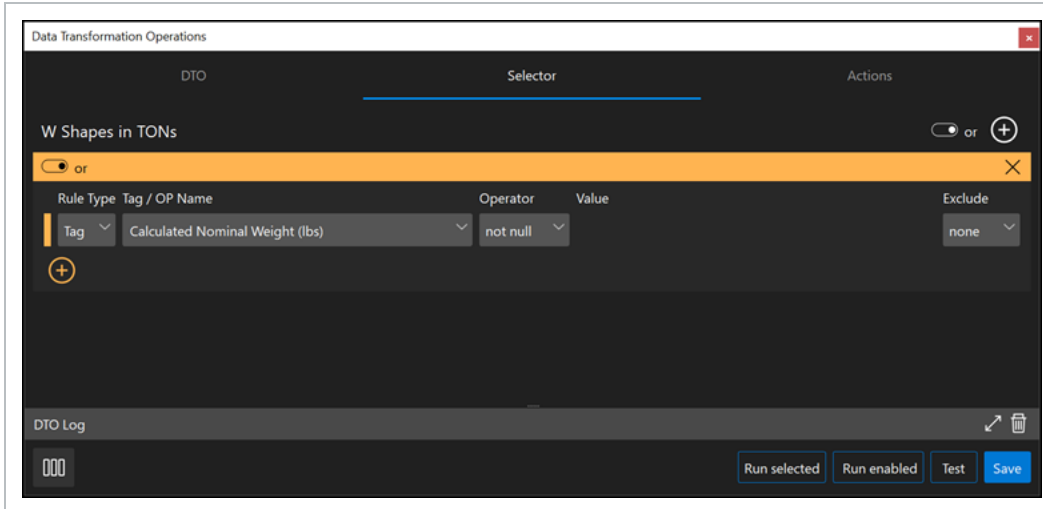 Data Transformation Operations
DTO Selector Actions
W Shapes in TONs or
or
Rule Type Tag / OP Name Operator Value Exclude
Tag Calculated Nominal Weight (lbs) not null none
DTO Log
Run selected Run enabled Test Save